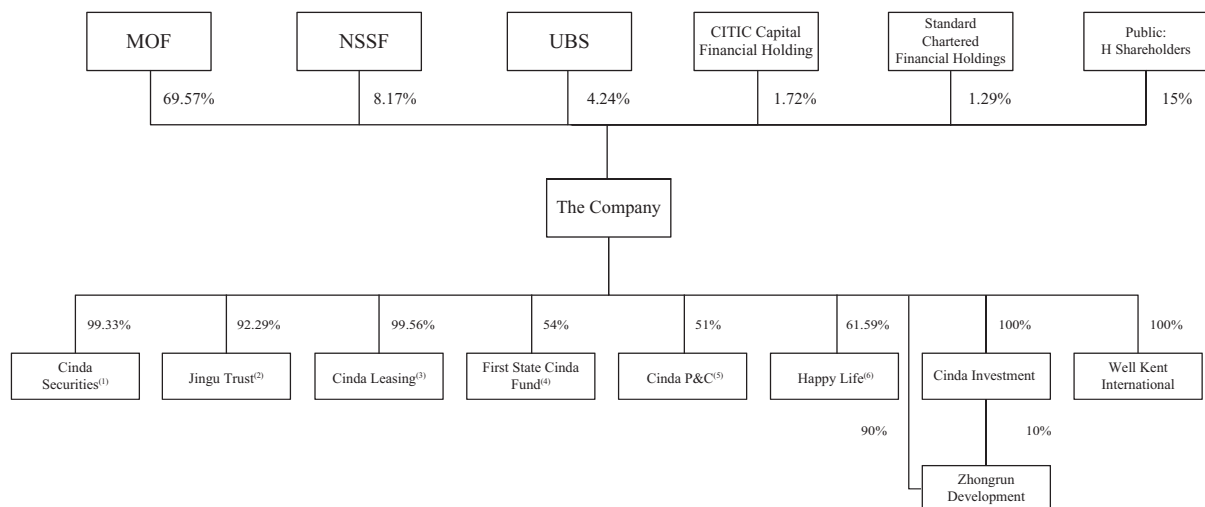 MOF
NSSF
UBS
CITIC Capital
Financial Holding
Standard
Chartered
Financial Holdings
Public:
H Shareholders
69.57%
8.17%
4.24%
1.72%
1.29%
15%
The Company
99.33%
92.29%
99.56%
54%
51%
61.59%
100%
100%
Cinda
Securities(1)
Jingu Trust(2)
Cinda Leasing(3)
First State Cinda
Fund(4)
Cinda P&C(5)
Happy Life(6)
Cinda Investment
Well Kent
International
90%
10%
Zhongrun
Development